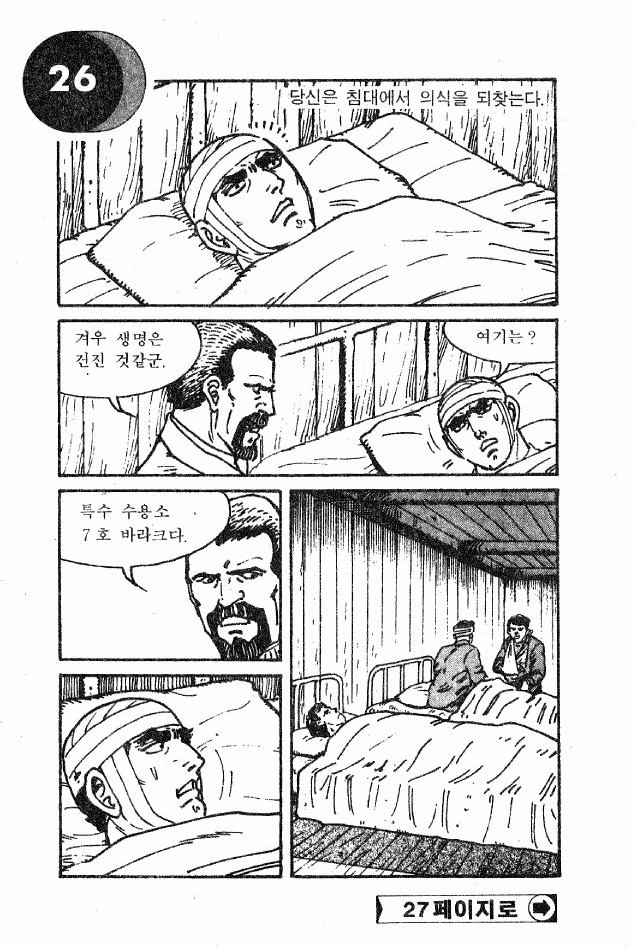 26
당신은 침대에서 의식을 되찾는다.
겨우 생명은
건진 것같군.
여기는?
특수 수용소
7호 바라크다.
27페이지로